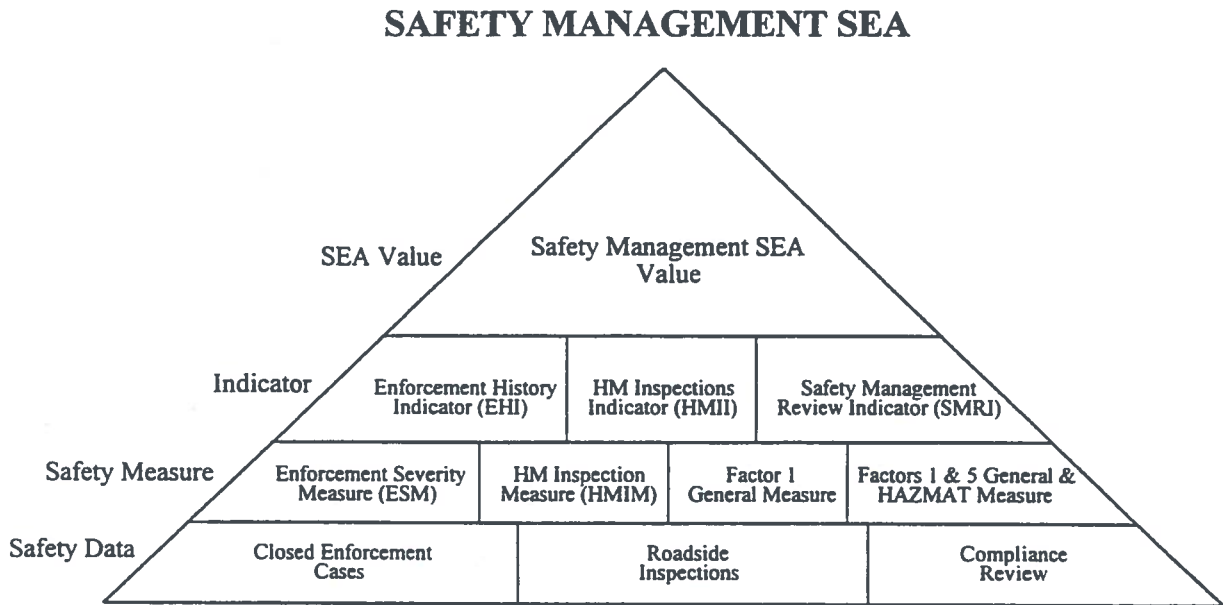 SAFETY MANAGEMENT SEA
SEA Value
Safety Management SEA
Value
Indicator
Enforcement History
Indicator (EHI)
HM Inspections
Indicator (HMII)
Safety Management
Review Indicator (SMRI)
Safety Measure
Enforcement Severity
Measure (ESM)
HM Inspection
Measure (HMIM)
Factor 1
General Measure
Factors 1 & 5 General &
HAZMAT Measure
Safety Data
Closed Enforcement
Cases
Roadside
Inspections
Compliance
Review